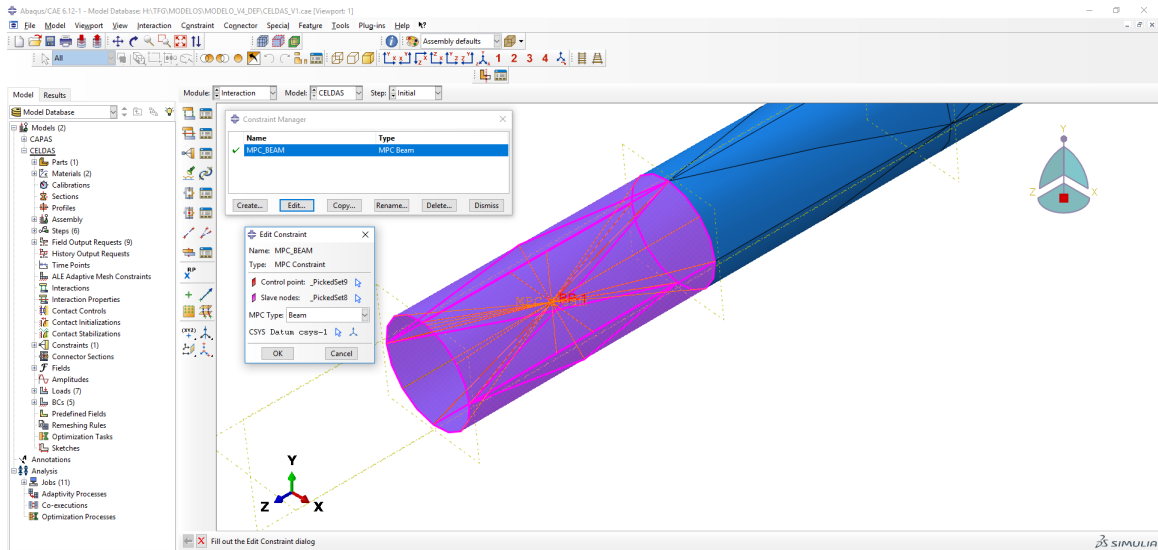 Abaqus/CAE 6.12-1 - Model Database: H:\TFG\MODELOS\MODELO_V4_DEF\CELDAS_V1.cae [Viewport: 1]
File Model Viewport View Interaction Constraint Connector Special Feature Tools Plug-ins Help
Assembly defaults
All
1 2 3 4
Model Results
Module: Interaction Model: CELDAS Step: Initial
Model Database
Models (2)
CAPAS
CELDAS
Parts (1)
Materials (2)
Calibrations
Sections
Profiles
Assembly
Steps (6)
Field Output Requests (9)
History Output Requests
Time Points
ALE Adaptive Mesh Constraints
Interactions
Interaction Properties
Contact Controls
Contact Initializations
Contact Stabilizations
Constraints (1)
Connector Sections
Fields
Amplitudes
Loads (7)
BCs (5)
Predefined Fields
Remeshing Rules
Optimization Tasks
Sketches
Annotations
Analysis
Jobs (11)
Adaptivity Processes
Co-executions
Optimization Processes
RP
(XYZ)
Constraint Manager
Name Type
MPC_BEAM MPC Beam
Create... Edit... Copy... Rename... Delete... Dismiss
Edit Constraint
Name: MPC_BEAM
Type: MPC Constraint
Control point: _PickedSet9
Slave nodes: _PickedSet8
MPC Type: Beam
CSYS Datum csys-1
OK Cancel
RP-1
Y
Z X
Y
Z X
Fill out the Edit Constraint dialog
SIMULIA